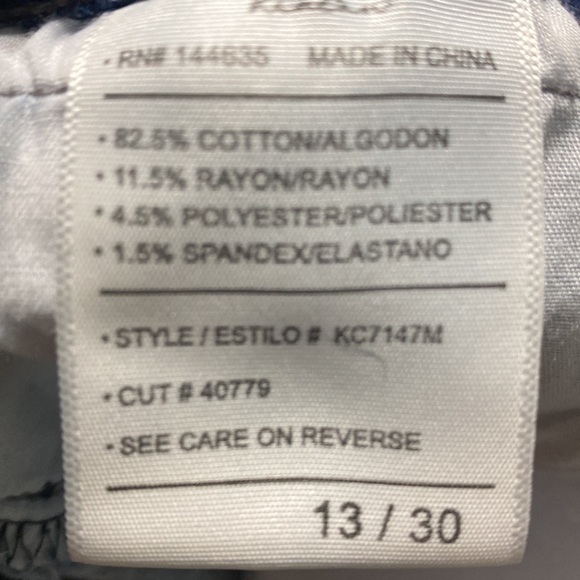 • RN# 144635 MADE IN CHINA
• 82.5% COTTON/ALGODON
• 11.5% RAYON/RAYON
• 4.5% POLYESTER/POLIESTER
• 1.5% SPANDEX/ELASTANO
• STYLE / ESTILO # KC7147M
• CUT # 40779
• SEE CARE ON REVERSE
13 / 30